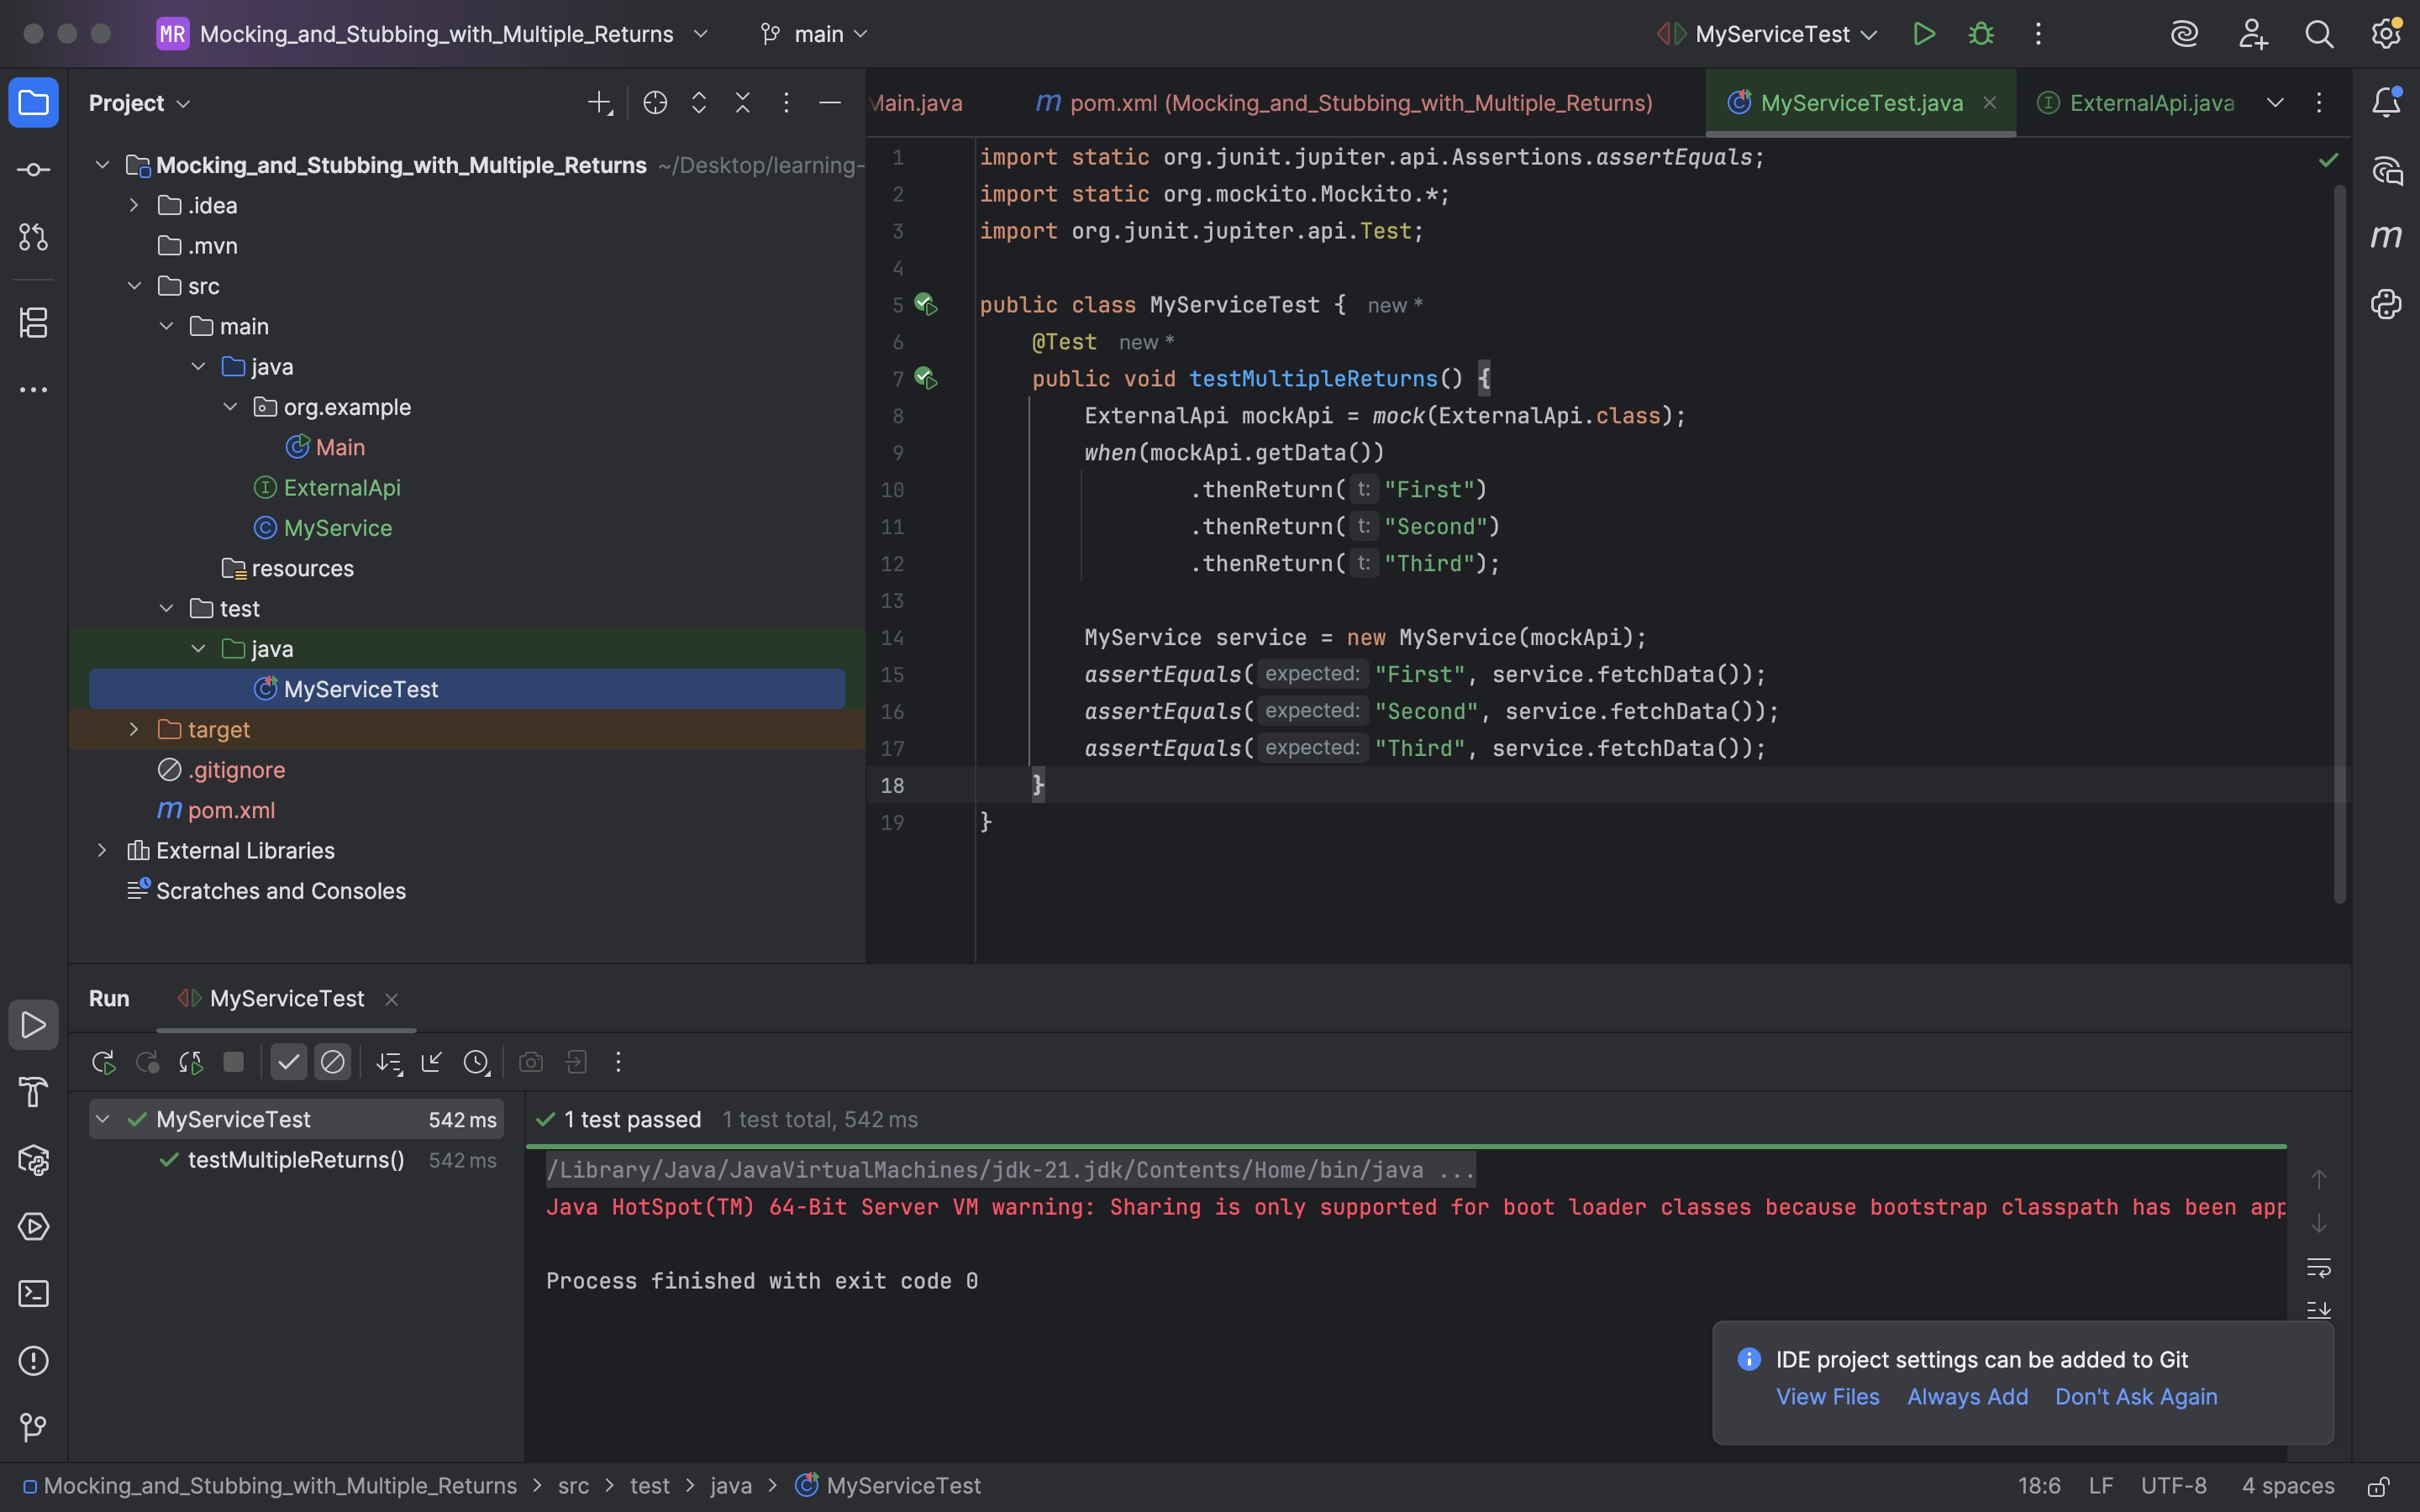 MR Mocking_and_Stubbing_with_Multiple_Returns main MyServiceTest
Project
Main.java pom.xml (Mocking_and_Stubbing_with_Multiple_Returns) MyServiceTest.java ExternalApi.java
Mocking_and_Stubbing_with_Multiple_Returns ~/Desktop/learning-
.idea
.mvn
src
main
java
org.example
Main
ExternalApi
MyService
resources
test
java
MyServiceTest
target
.gitignore
pom.xml
External Libraries
Scratches and Consoles
1 import static org.junit.jupiter.api.Assertions.assertEquals;
2 import static org.mockito.Mockito.*;
3 import org.junit.jupiter.api.Test;
4
5 public class MyServiceTest { new *
6 @Test new *
7 public void testMultipleReturns() {
8 ExternalApi mockApi = mock(ExternalApi.class);
9 when(mockApi.getData())
10 .thenReturn( t: "First")
11 .thenReturn( t: "Second")
12 .thenReturn( t: "Third");
13
14 MyService service = new MyService(mockApi);
15 assertEquals( expected: "First", service.fetchData());
16 assertEquals( expected: "Second", service.fetchData());
17 assertEquals( expected: "Third", service.fetchData());
18 }
19 }
Run MyServiceTest
MyServiceTest 542 ms
testMultipleReturns() 542 ms
1 test passed 1 test total, 542 ms
/Library/Java/JavaVirtualMachines/jdk-21.jdk/Contents/Home/bin/java ...
Java HotSpot(TM) 64-Bit Server VM warning: Sharing is only supported for boot loader classes because bootstrap classpath has been app
Process finished with exit code 0
IDE project settings can be added to Git
View Files Always Add Don't Ask Again
Mocking_and_Stubbing_with_Multiple_Returns > src > test > java > MyServiceTest 18:6 LF UTF-8 4 spaces